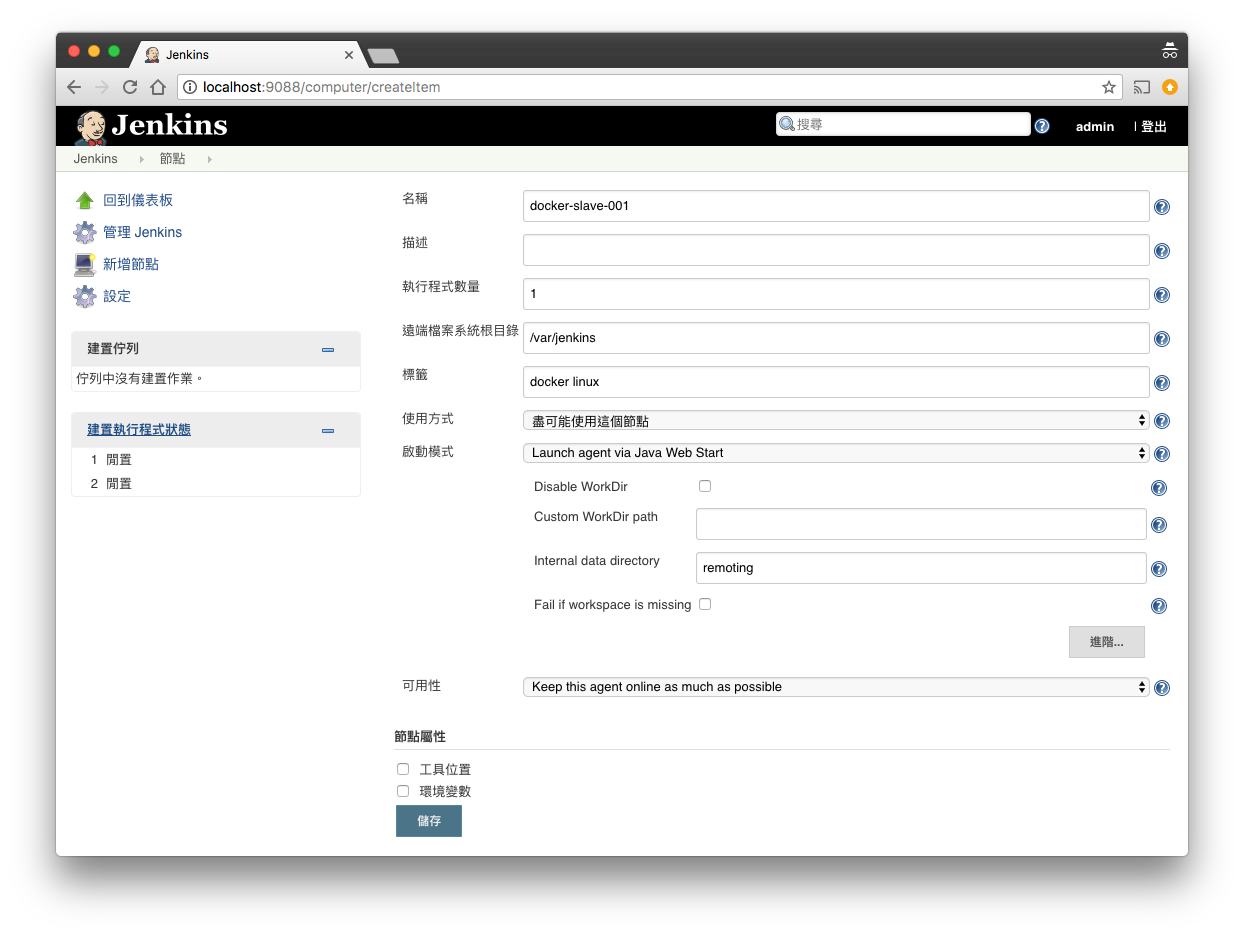 Jenkins
localhost:9088/computer/createItem
Jenkins
搜尋
admin
登出
Jenkins
節點
回到儀表板
管理 Jenkins
新增節點
設定
建置佇列
佇列中沒有建置作業。
建置執行程式狀態
1 閒置
2 閒置
名稱
docker-slave-001
描述
執行程式數量
1
遠端檔案系統根目錄
/var/jenkins
標籤
docker linux
使用方式
盡可能使用這個節點
啟動模式
Launch agent via Java Web Start
Disable WorkDir
Custom WorkDir path
Internal data directory
remoting
Fail if workspace is missing
進階...
可用性
Keep this agent online as much as possible
節點屬性
工具位置
環境變數
儲存